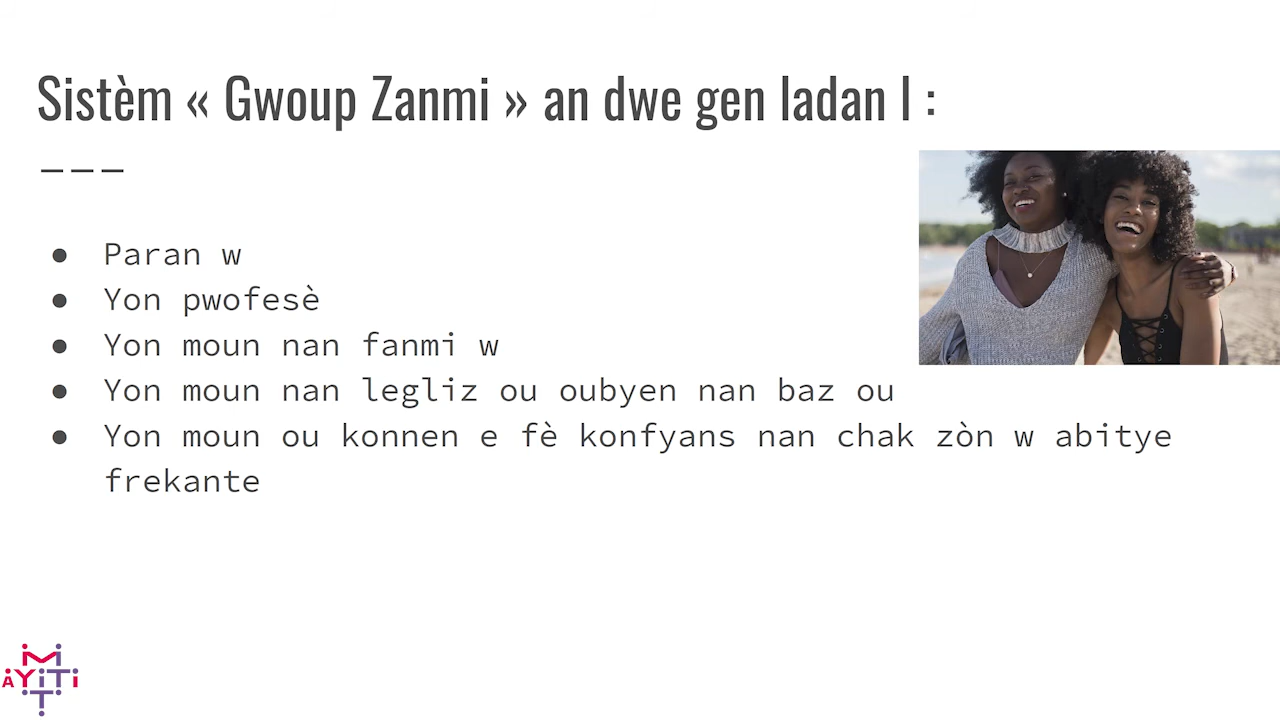 Sistèm « Gwoup Zanmi » an dwe gen ladan l :
● Paran w
● Yon pwofesè
● Yon moun nan fanmi w
● Yon moun nan legliz ou oubyen nan baz ou
● Yon moun ou konnen e fè konfyans nan chak zòn w abitye
frekante
MIT
AYITI